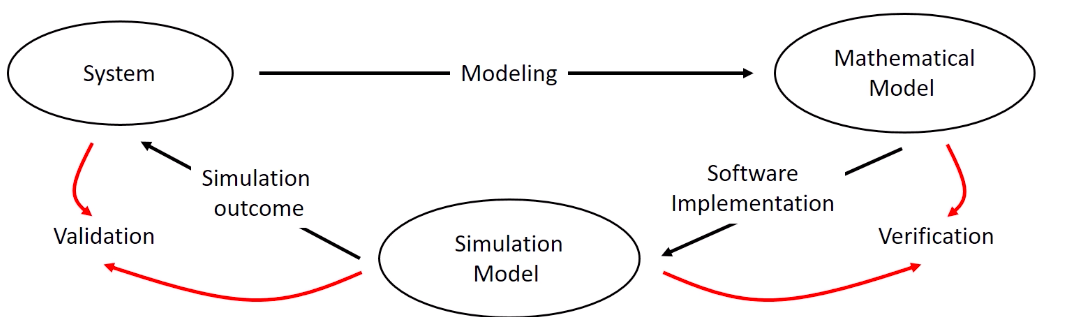 System
Modeling
Mathematical
Model
Simulation
outcome
Software
Implementation
Validation
Simulation
Model
Verification